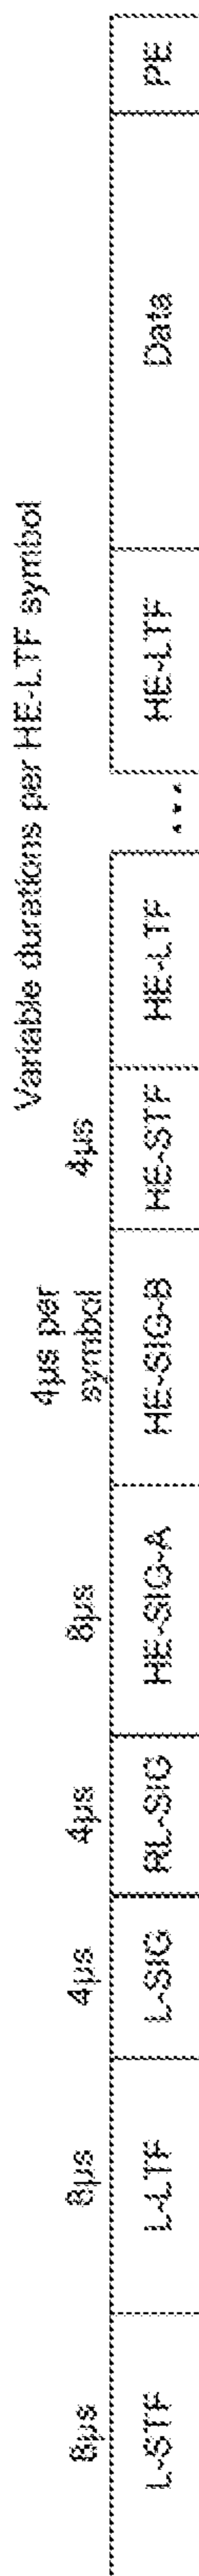 Variable durations per HE-LTF symbol
8μs
8μs
4μs
4μs
8μs
4μs per
symbol
4μs
L-STF
L-LTF
L-SIG
RL-SIG
HE-SIG-A
HE-SIG-B
HE-STF
HE-LTF
...
HE-LTF
Data
PE